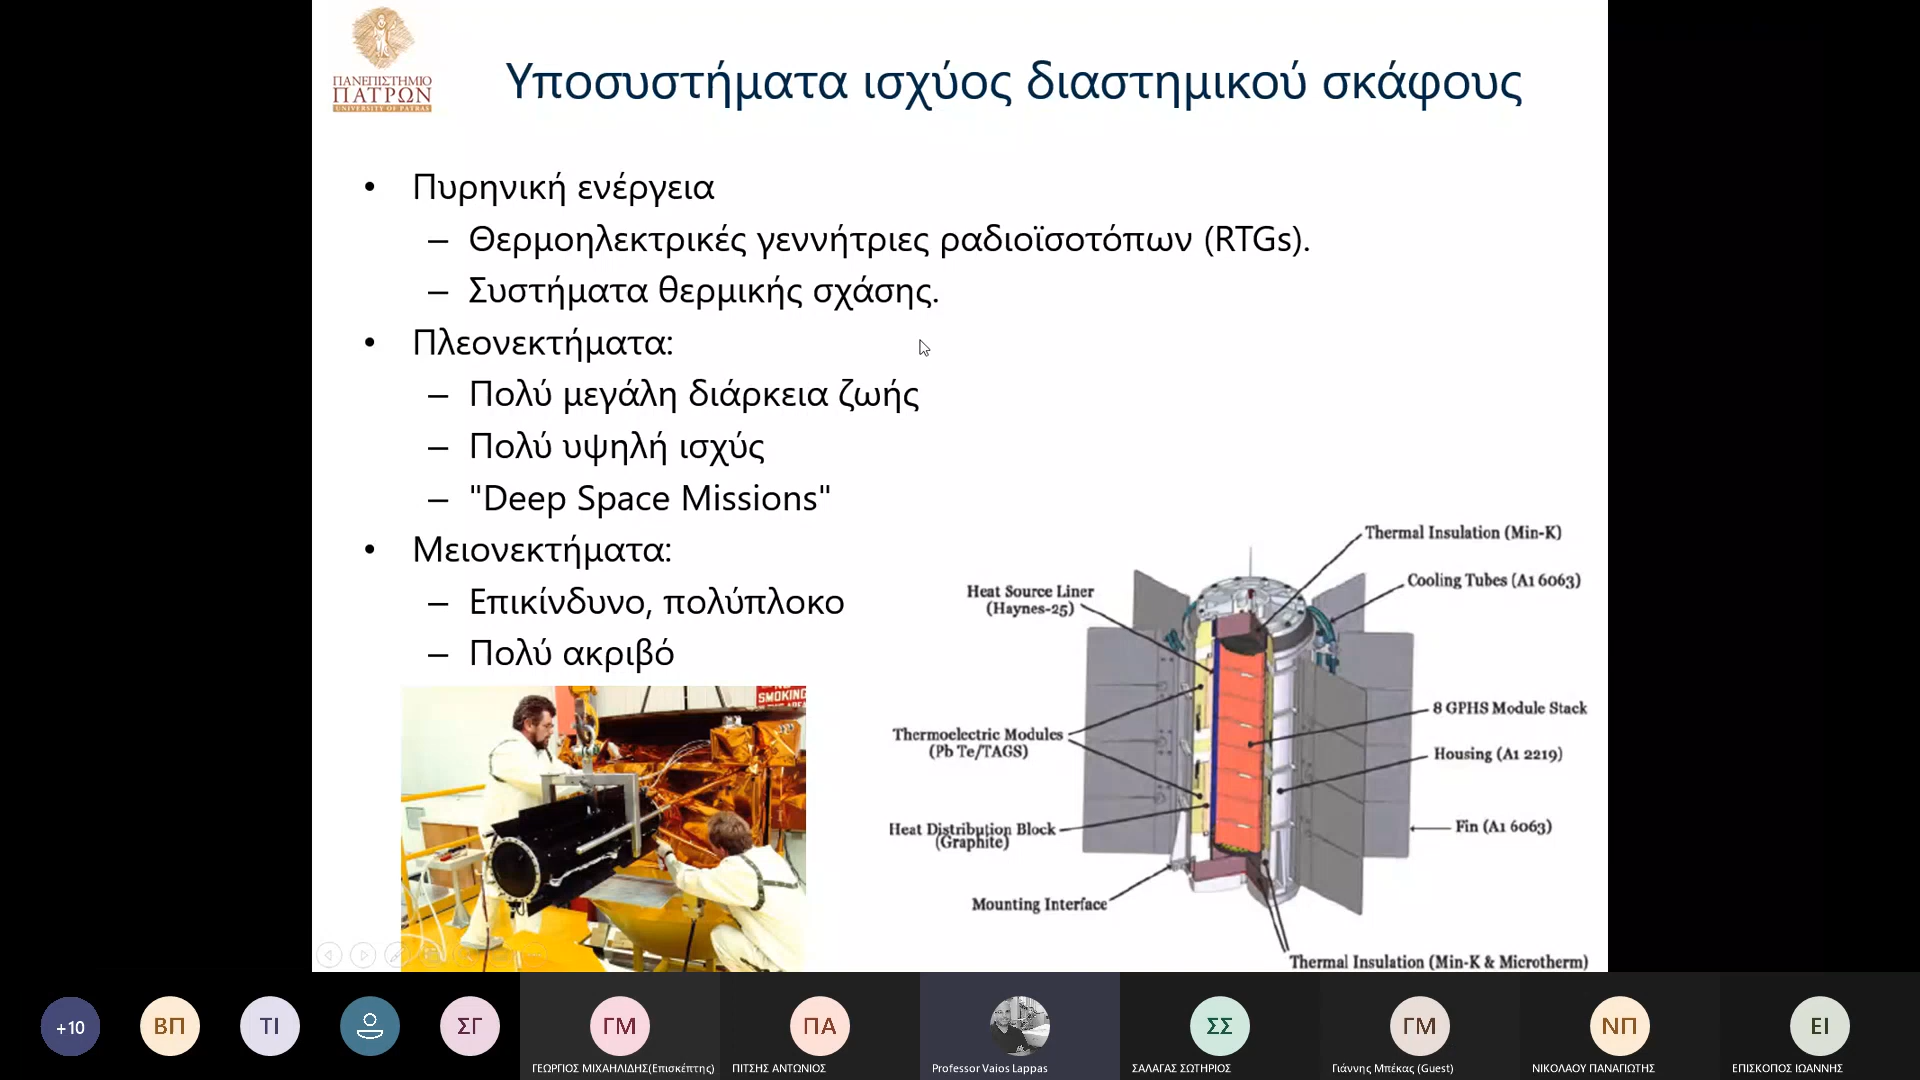 ΠΑΝΕΠΙΣΤΗΜΙΟ
ΠΑΤΡΩΝ
UNIVERSITY OF PATRAS
Υποσυστήματα ισχύος διαστημικού σκάφους
• Πυρηνική ενέργεια
– Θερμοηλεκτρικές γεννήτριες ραδιοϊσοτόπων (RTGs).
– Συστήματα θερμικής σχάσης.
• Πλεονεκτήματα:
– Πολύ μεγάλη διάρκεια ζωής
– Πολύ υψηλή ισχύς
– "Deep Space Missions"
• Μειονεκτήματα:
– Επικίνδυνο, πολύπλοκο
– Πολύ ακριβό
SMOKING
Thermal Insulation (Min-K)
Cooling Tubes (A1 6063)
Heat Source Liner
(Haynes-25)
8 GPHS Module Stack
Thermoelectric Modules
(Pb Te/TAGS)
Housing (A1 2219)
Heat Distribution Block
(Graphite)
Fin (A1 6063)
Mounting Interface
Thermal Insulation (Min-K & Microtherm)
+10
ΒΠ
ΤΙ
ΣΓ
ΓΜ
ΠΑ
ΣΣ
ΓΜ
ΝΠ
ΕΙ
ΓΕΩΡΓΙΟΣ ΜΙΧΑΗΛΙΔΗΣ(Επισκέπτης)
ΠΙΤΣΗΣ ΑΝΤΩΝΙΟΣ
Professor Vaios Lappas
ΣΑΛΑΓΑΣ ΣΩΤΗΡΙΟΣ
Γιάννης Μπέκας (Guest)
ΝΙΚΟΛΑΟΥ ΠΑΝΑΓΙΩΤΗΣ
ΕΠΙΣΚΟΠΟΣ ΙΩΑΝΝΗΣ